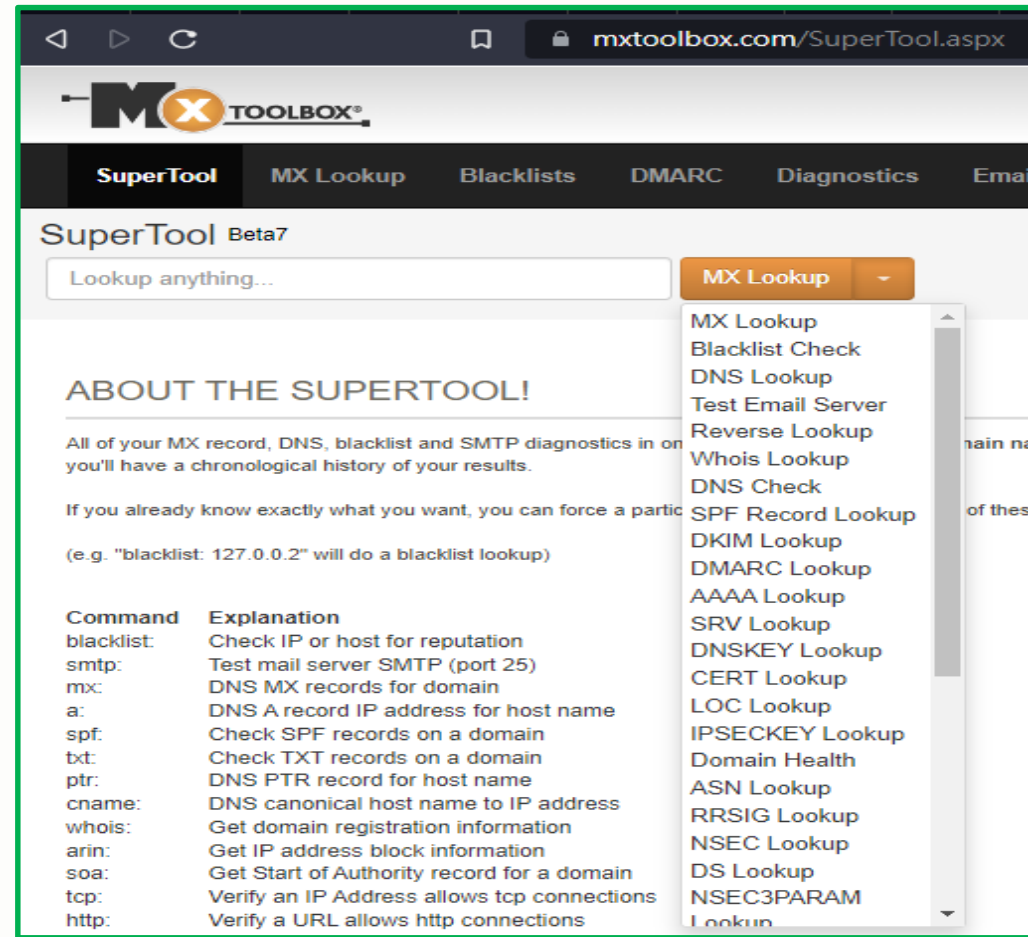 mxtoolbox.com/SuperTool.aspx
MX TOOLBOX®
SuperTool MX Lookup Blacklists DMARC Diagnostics Emai
SuperTool Beta7
Lookup anything...
MX Lookup
MX Lookup
Blacklist Check
DNS Lookup
Test Email Server
Reverse Lookup
Whois Lookup
DNS Check
SPF Record Lookup
DKIM Lookup
DMARC Lookup
AAAA Lookup
SRV Lookup
DNSKEY Lookup
CERT Lookup
LOC Lookup
IPSECKEY Lookup
Domain Health
ASN Lookup
RRSIG Lookup
NSEC Lookup
DS Lookup
NSEC3PARAM
Lookup
ABOUT THE SUPERTOOL!
All of your MX record, DNS, blacklist and SMTP diagnostics in on main na
you'll have a chronological history of your results.
If you already know exactly what you want, you can force a partic of thes
(e.g. "blacklist: 127.0.0.2" will do a blacklist lookup)
Command Explanation
blacklist: Check IP or host for reputation
smtp: Test mail server SMTP (port 25)
mx: DNS MX records for domain
a: DNS A record IP address for host name
spf: Check SPF records on a domain
txt: Check TXT records on a domain
ptr: DNS PTR record for host name
cname: DNS canonical host name to IP address
whois: Get domain registration information
arin: Get IP address block information
soa: Get Start of Authority record for a domain
tcp: Verify an IP Address allows tcp connections
http: Verify a URL allows http connections